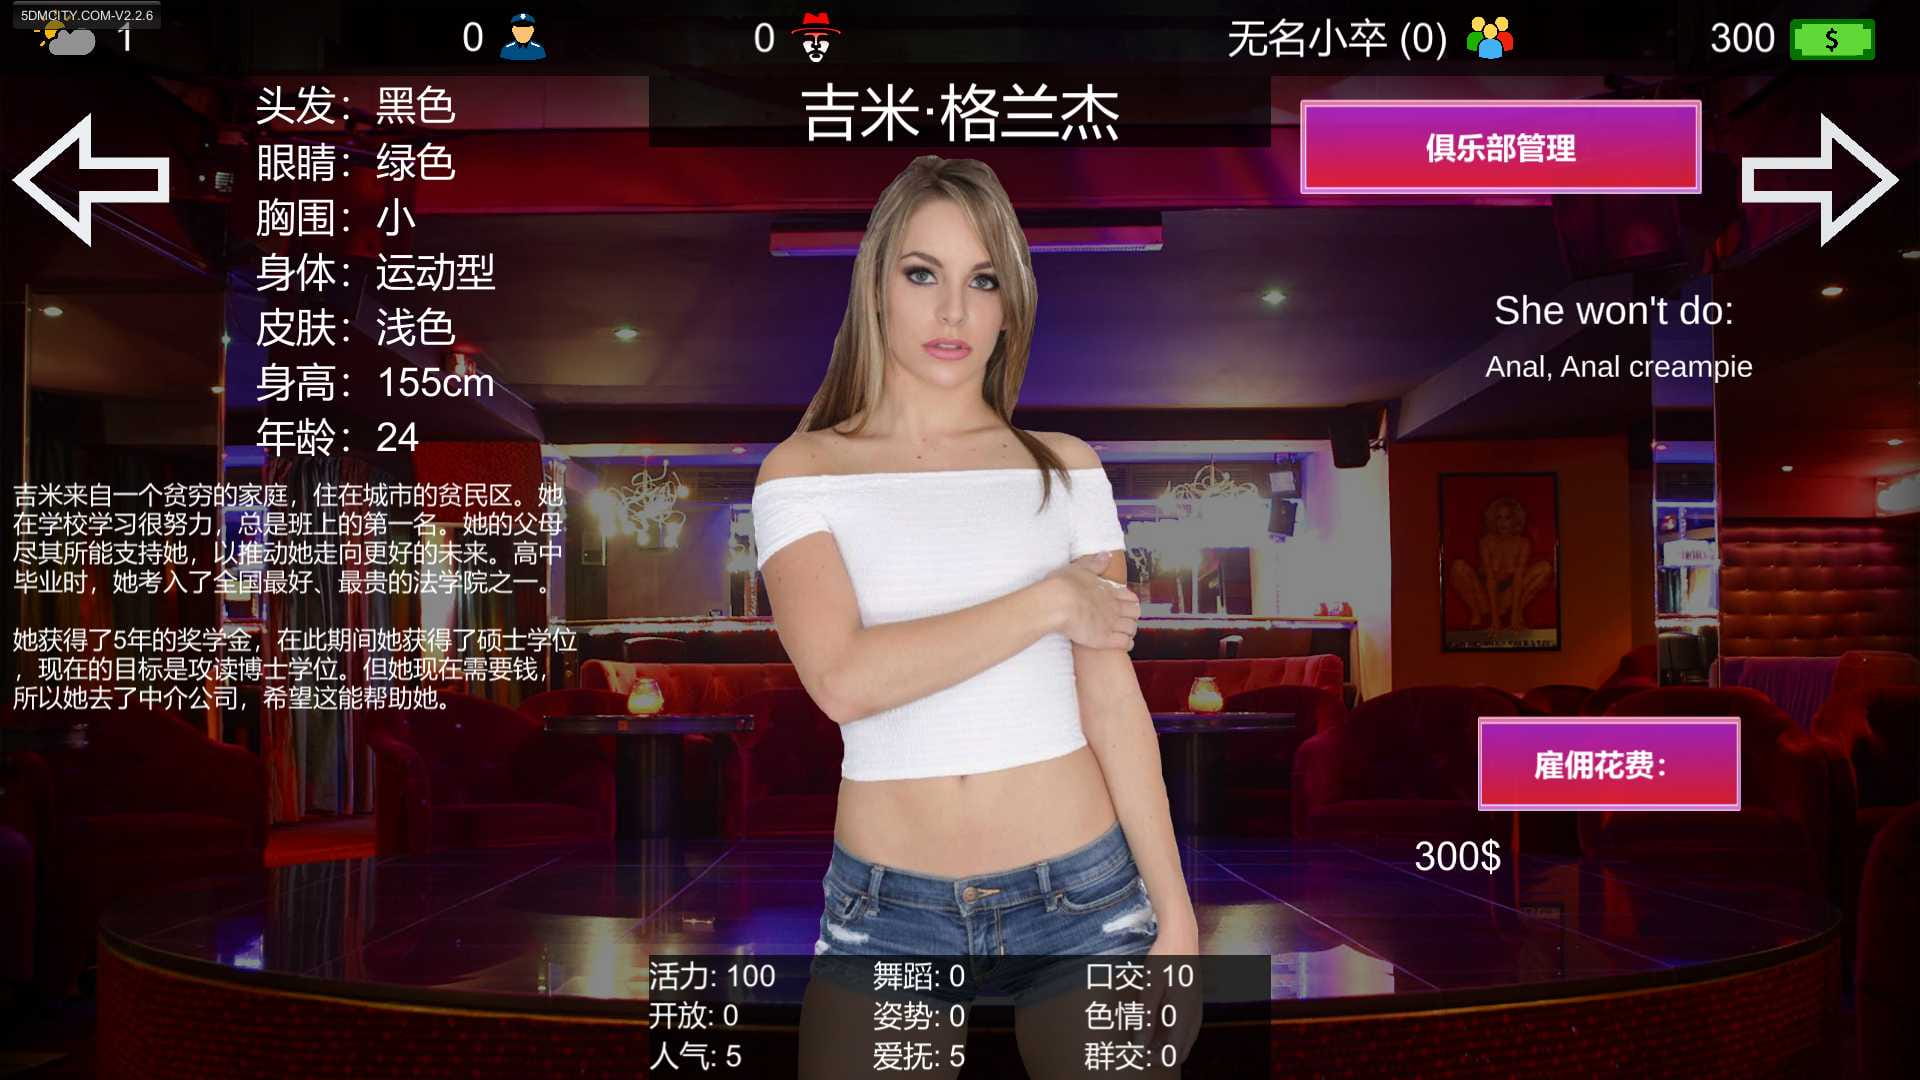 5DMCITY.COM-V2.2.6
1
0
0
无名小卒 (0)
300
头发：黑色
眼睛：绿色
胸围：小
身体：运动型
皮肤：浅色
身高：155cm
年龄：24
吉米来自一个贫穷的家庭，住在城市的贫民区。她
在学校学习很努力，总是班上的第一名。她的父母
尽其所能支持她，以推动她走向更好的未来。高中
毕业时，她考入了全国最好、最贵的法学院之一。
她获得了5年的奖学金，在此期间她获得了硕士学位
，现在的目标是攻读博士学位。但她现在需要钱，
所以她去了中介公司，希望这能帮助她。
吉米·格兰杰
俱乐部管理
She won't do:
Anal, Anal creampie
雇佣花费：
300$
活力: 100 舞蹈: 0 口交: 10
开放: 0 姿势: 0 色情: 0
人气: 5 爱抚: 5 群交: 0